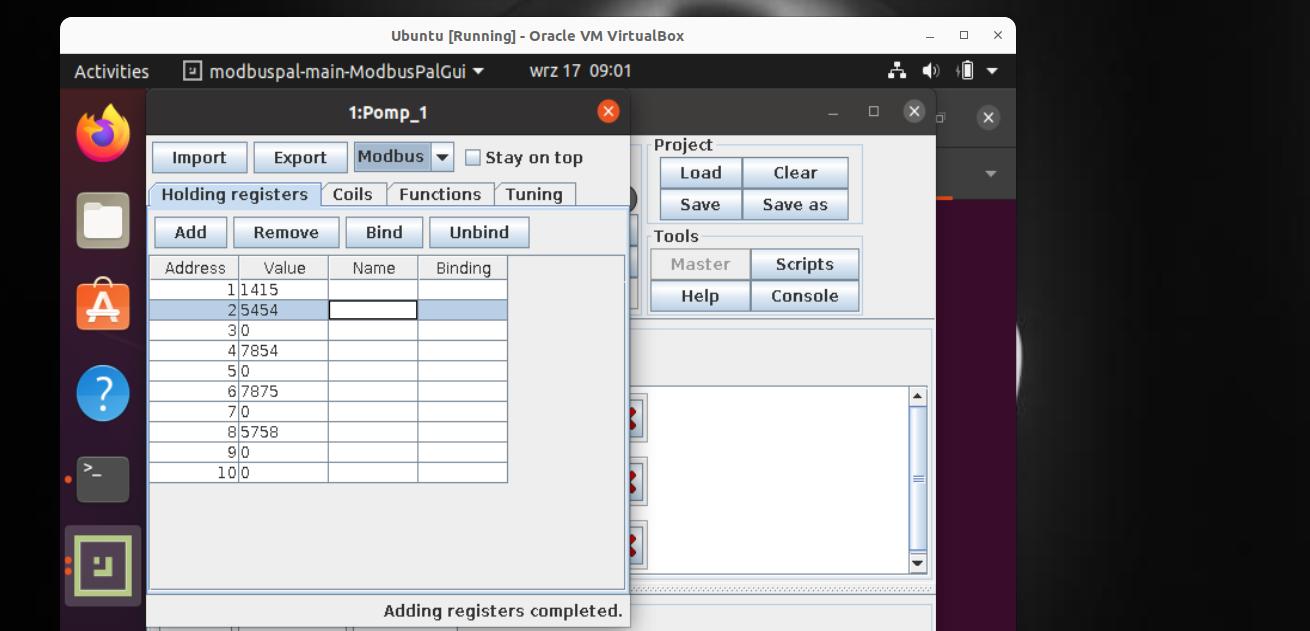 Ubuntu [Running] - Oracle VM VirtualBox
Activities modbuspal-main-ModbusPalGui wrz 17 09:01
1:Pomp_1
Import Export Modbus Stay on top
Holding registers Coils Functions Tuning
Add Remove Bind Unbind
Address Value Name Binding
1 1415
2 5454
3 0
4 7854
5 0
6 7875
7 0
8 5758
9 0
10 0
Adding registers completed.
Project
Load Clear
Save Save as
Tools
Master Scripts
Help Console